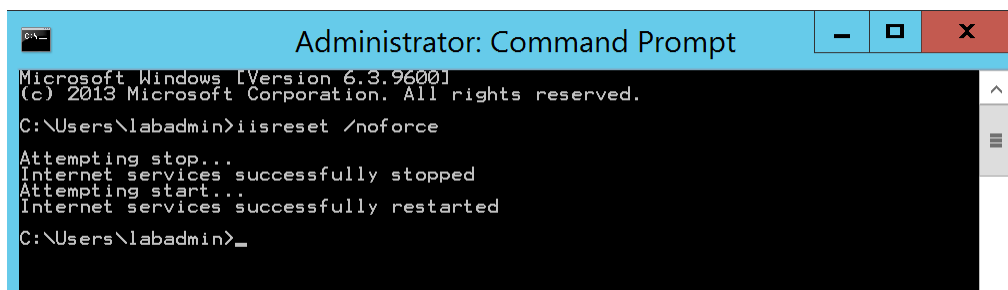 Administrator: Command Prompt
Microsoft Windows [Version 6.3.9600]
(c) 2013 Microsoft Corporation. All rights reserved.
C:\Users\labadmin>iisreset /noforce
Attempting stop...
Internet services successfully stopped
Attempting start...
Internet services successfully restarted
C:\Users\labadmin>_